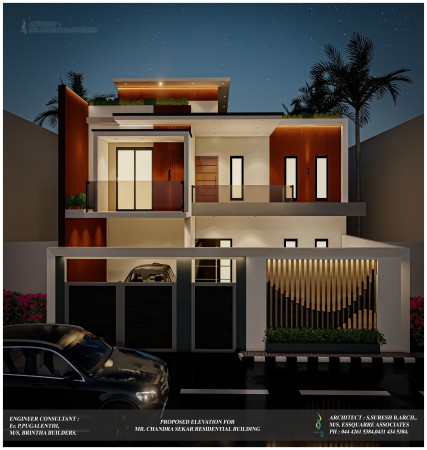 ENGINEER CONSULTANT :
Er. P.PUGALENTHI,
M/S, BRINTHA BUILDERS.
PROPOSED ELEVATION FOR
MR. CHANDRA SEKAR RESIDENTIAL BUILDING
ARCHITECT : S.SURESH B.ARCH,,
M/S. ESSQUARRE ASSOCIATES
PH : 044 4261 5384,0431 434 5384.